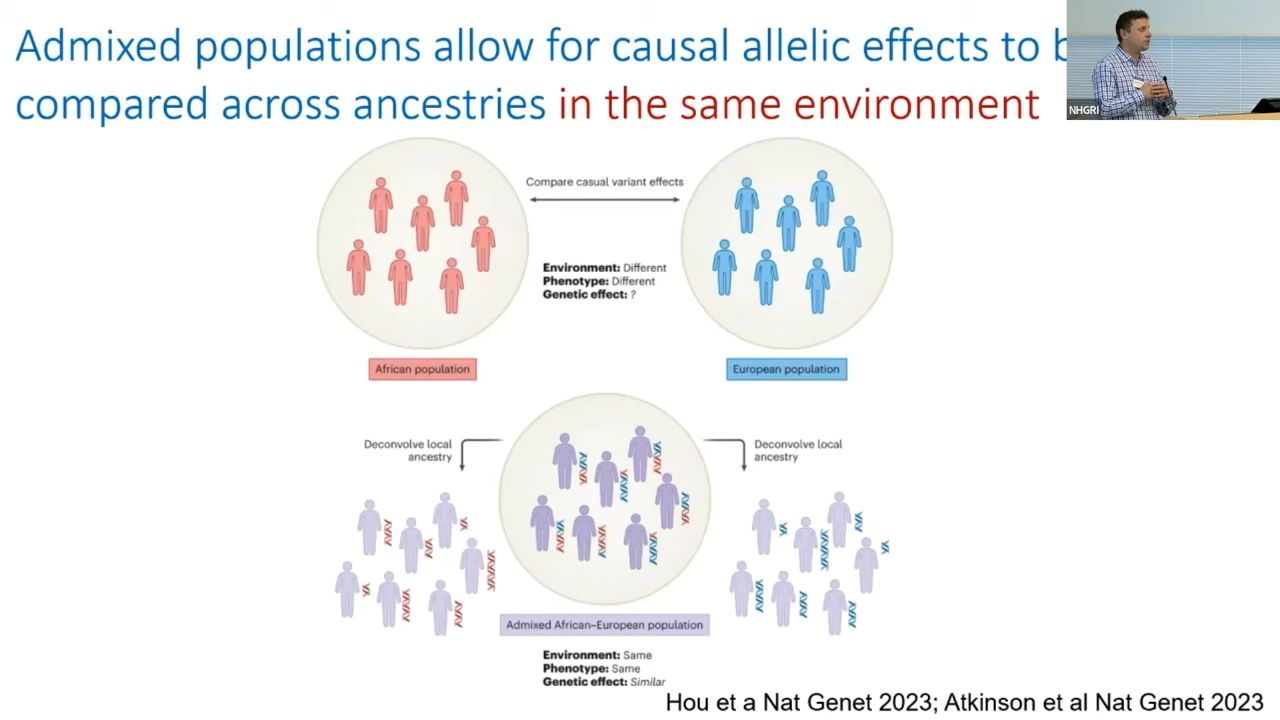 Admixed populations allow for causal allelic effects to
compared across ancestries in the same environment
NHGRI
Compare casual variant effects
Environment: Different
Phenotype: Different
Genetic effect: ?
African population
European population
Deconvolve local
ancestry
Deconvolve local
ancestry
Admixed African–European population
Environment: Same
Phenotype: Same
Genetic effect: Similar
Hou et a Nat Genet 2023; Atkinson et al Nat Genet 2023